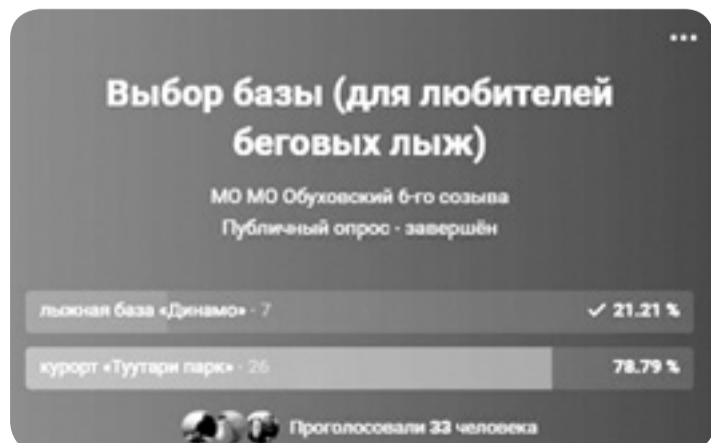 Выбор базы (для любителей
беговых лыж)
МО МО Обуховский 6-го созыва
Публичный опрос - завершён
лыжная база «Динамо» · 7 ✓ 21.21 %
курорт «Туутари парк» · 26 78.79 %
Проголосовали 33 человека